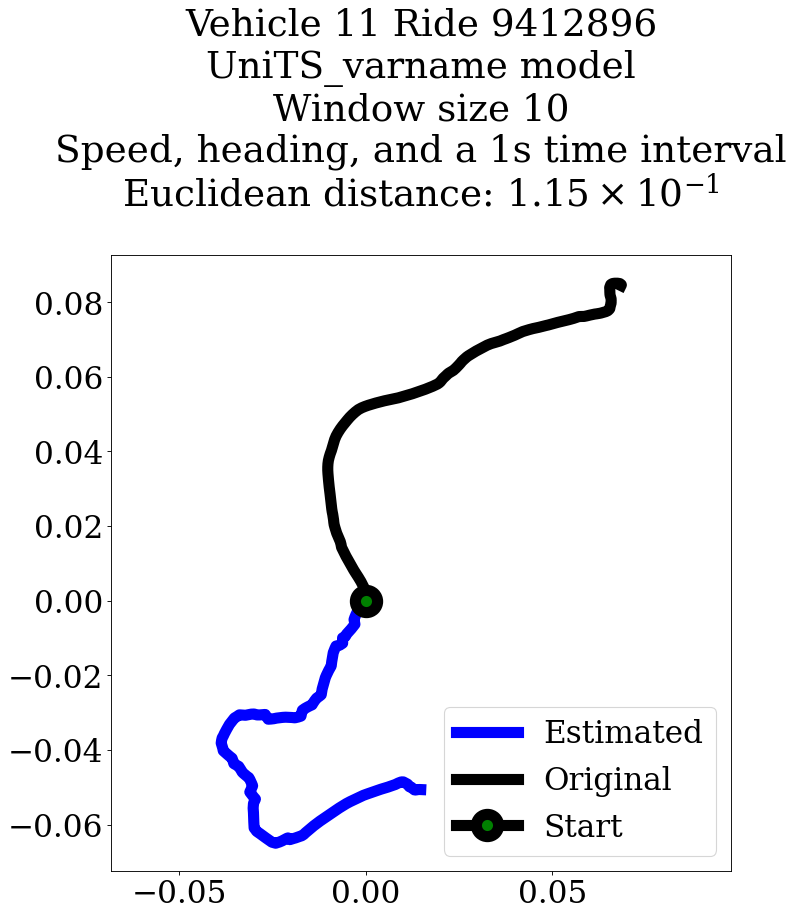 Vehicle 11 Ride 9412896
UniTS_varname model
Window size 10
Speed, heading, and a 1s time interval
Euclidean distance: 1.15 × 10⁻¹
0.08
0.06
0.04
0.02
0.00
−0.02
−0.04
−0.06
Estimated
Original
Start
−0.05 0.00 0.05